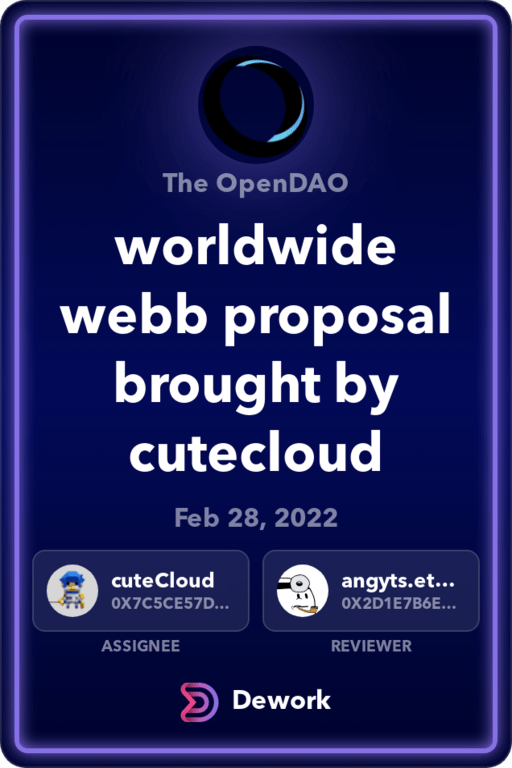 The OpenDAO
worldwide
webb proposal
brought by
cutecloud
Feb 28, 2022
cuteCloud
0X7C5CE57D...
ASSIGNEE
angyts.et...
0X2D1E7B6E...
REVIEWER
Dework